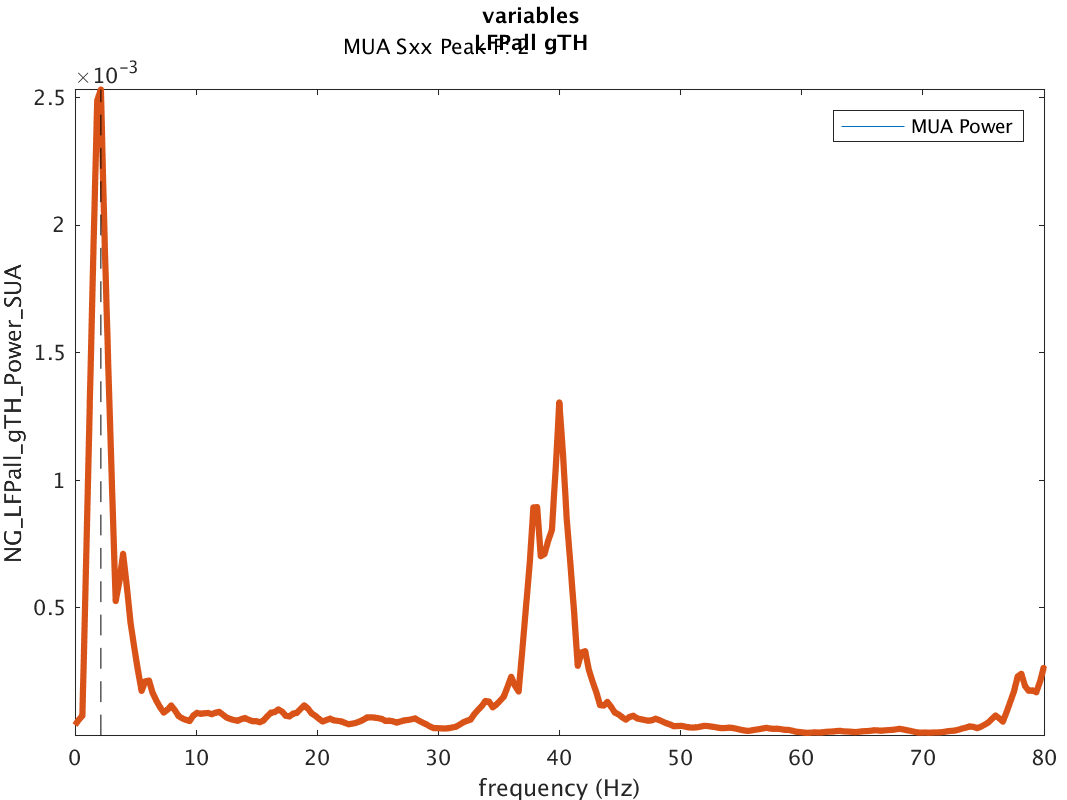 variables
LFPall gTH
MUA Sxx Peak F: 2
×10-3
2.5
2
1.5
1
0.5
0 10 20 30 40 50 60 70 80
MUA Power
NG_LFPall_gTH_Power_SUA
frequency (Hz)